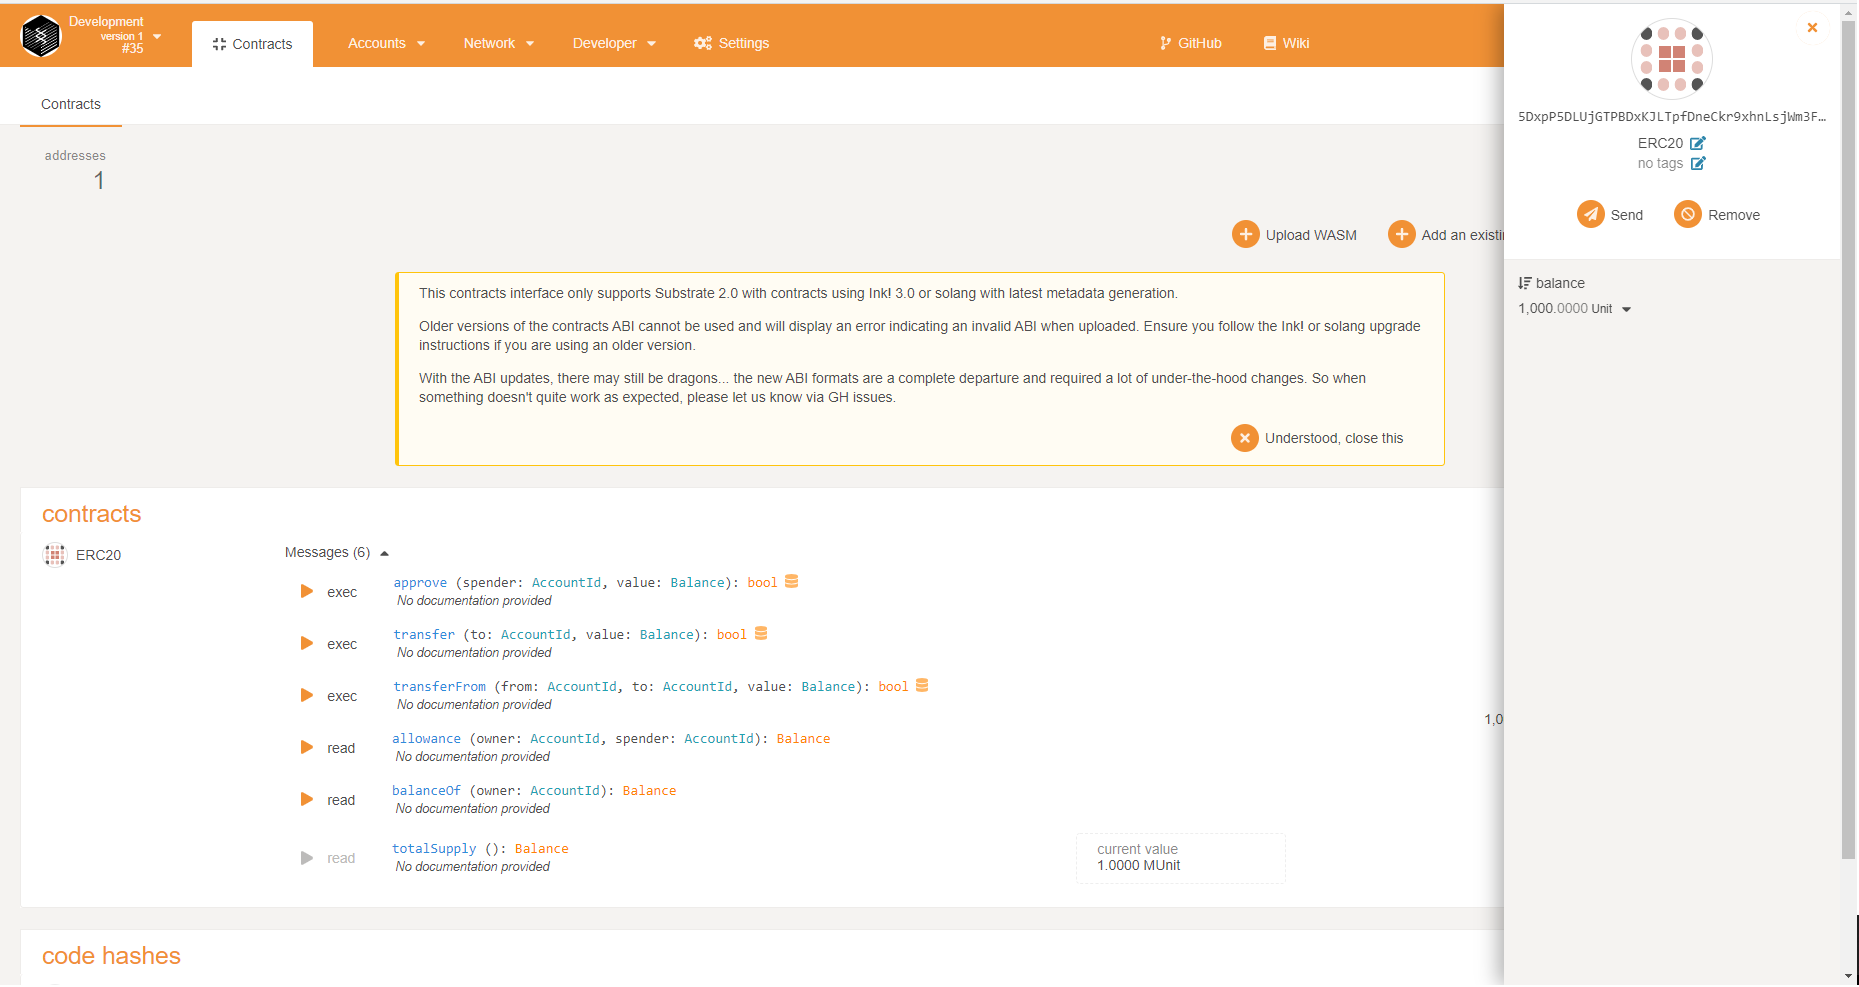 Development
version 1
#35
Contracts
Accounts
Network
Developer
Settings
GitHub
Wiki
Contracts
addresses
1
Upload WASM
Add an existin
This contracts interface only supports Substrate 2.0 with contracts using Ink! 3.0 or solang with latest metadata generation.
Older versions of the contracts ABI cannot be used and will display an error indicating an invalid ABI when uploaded. Ensure you follow the Ink! or solang upgrade
instructions if you are using an older version.
With the ABI updates, there may still be dragons... the new ABI formats are a complete departure and required a lot of under-the-hood changes. So when
something doesn't quite work as expected, please let us know via GH issues.
Understood, close this
contracts
ERC20
Messages (6)
exec
approve (spender: AccountId, value: Balance): bool
No documentation provided
exec
transfer (to: AccountId, value: Balance): bool
No documentation provided
exec
transferFrom (from: AccountId, to: AccountId, value: Balance): bool
No documentation provided
1,0
read
allowance (owner: AccountId, spender: AccountId): Balance
No documentation provided
read
balanceOf (owner: AccountId): Balance
No documentation provided
read
totalSupply (): Balance
No documentation provided
current value
1.0000 MUnit
code hashes
5DxpP5DLUjGTPBDxKJLTpfDneCkr9xhnLsjWm3F…
ERC20
no tags
Send
Remove
balance
1,000.0000 Unit